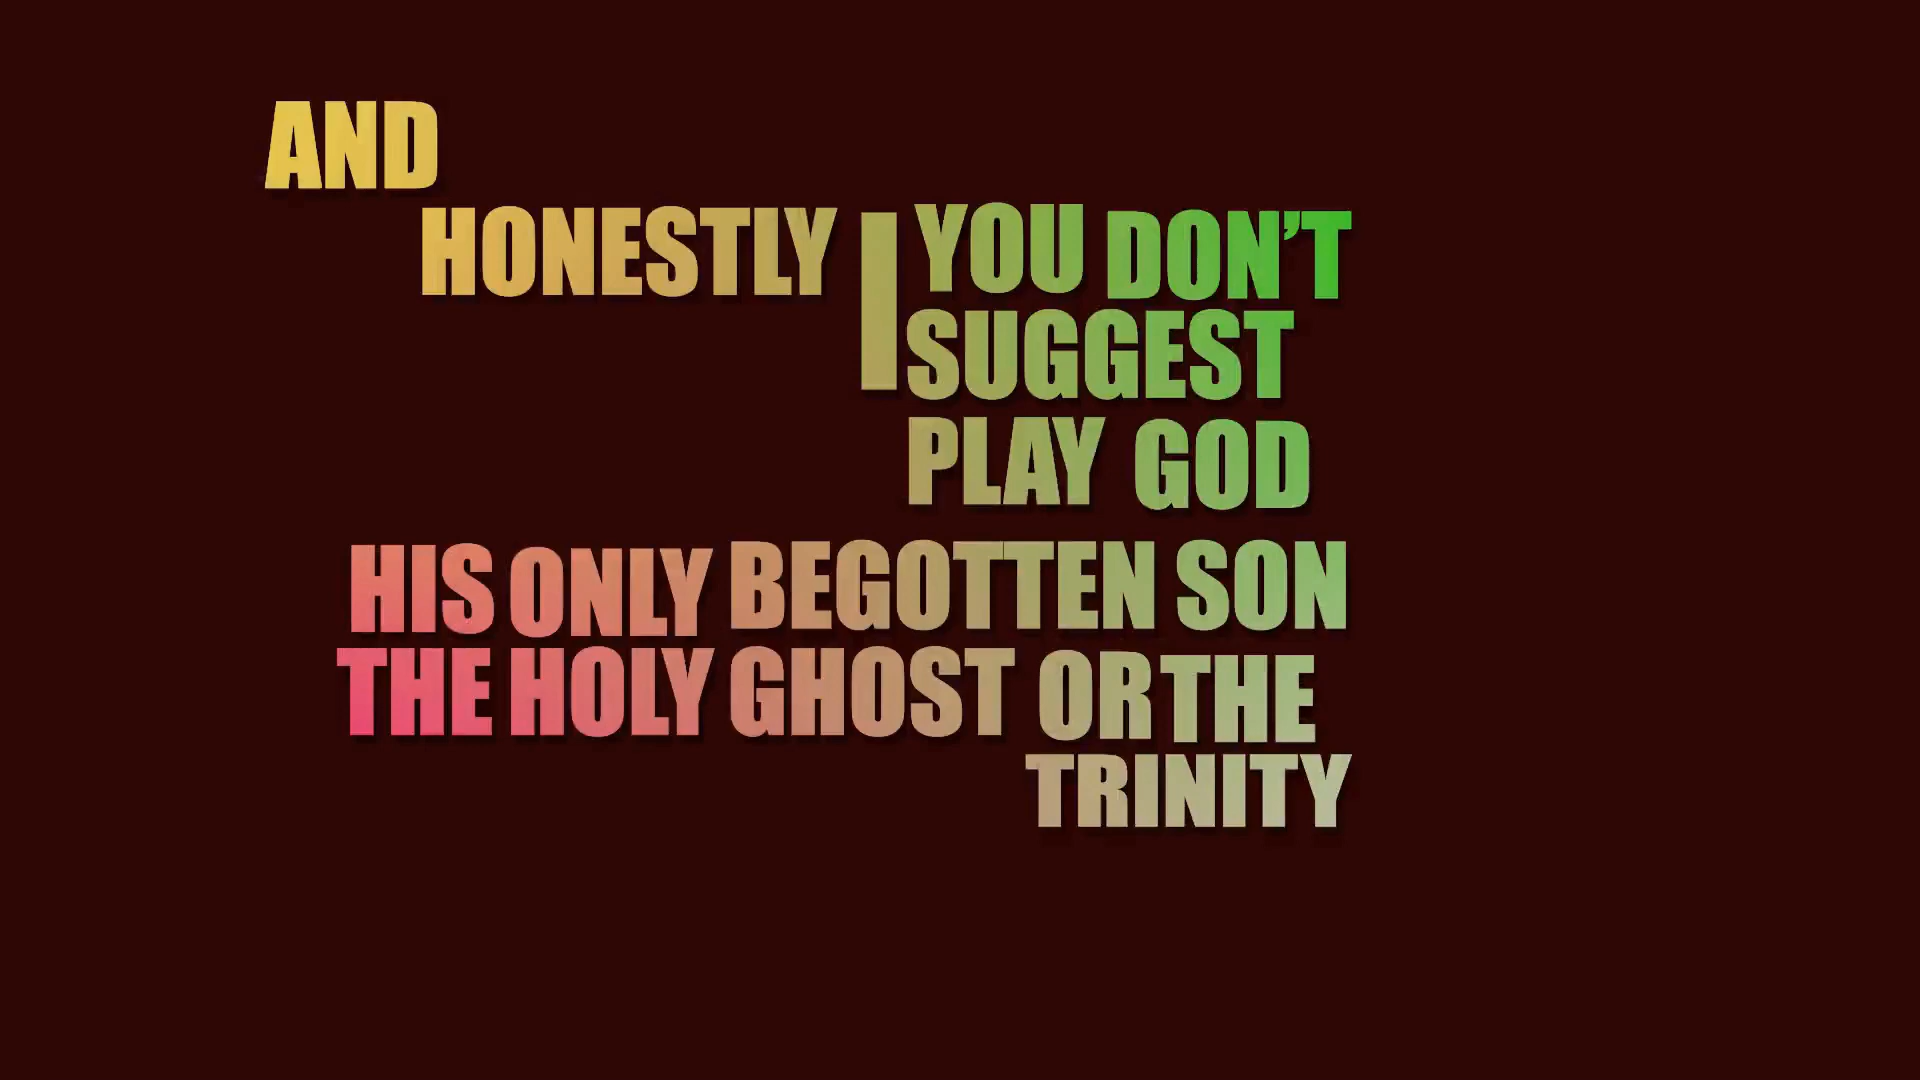 AND
HONESTLY I YOU DON'T
SUGGEST
PLAY GOD
HIS ONLY BEGOTTEN SON
THE HOLY GHOST OR THE
TRINITY